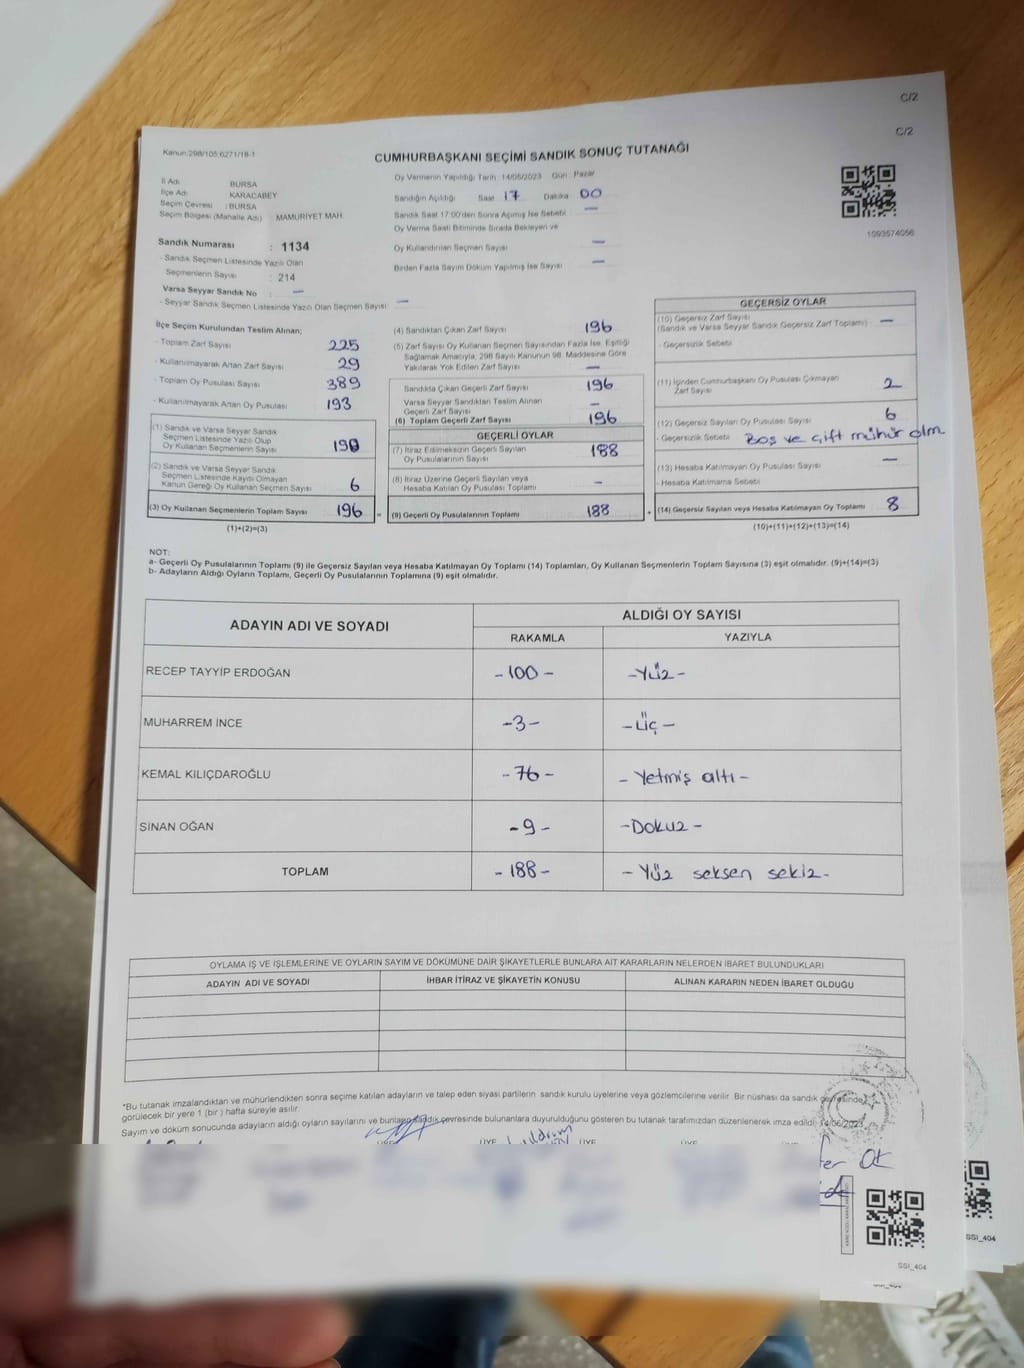 C/2
C/2
Kanun:298/105;6271/18-1
CUMHURBAŞKANI SEÇİMİ SANDIK SONUÇ TUTANAĞI
İl Adı : BURSA
İlçe Adı : KARACABEY
Seçim Çevresi : BURSA
Seçim Bölgesi (Mahalle Adı) : MAMURİYET MAH.
Oy Vermenin Yapıldığı Tarih : 14/05/2023 Gün : Pazar
Sandığın Açıldığı Saat 17 Dakika 00
Sandık Saat 17:00'den Sonra Açılmış İse Sebebi —
Oy Verme Saati Bitiminde Sırada Bekleyen ve
Oy Kullandırılan Seçmen Sayısı —
Birden Fazla Sayım Döküm Yapılmış İse Sayısı —
1093574056
Sandık Numarası : 1134
- Sandık Seçmen Listesinde Yazılı Olan
Seçmenlerin Sayısı : 214
Varsa Seyyar Sandık No : —
- Seyyar Sandık Seçmen Listesinde Yazılı Olan Seçmen Sayısı: —
İlçe Seçim Kurulundan Teslim Alınan;
- Toplam Zarf Sayısı 225
- Kullanılmayarak Artan Zarf Sayısı 29
- Toplam Oy Pusulası Sayısı 389
- Kullanılmayarak Artan Oy Pusulası 193
(1) Sandık ve Varsa Seyyar Sandık
Seçmen Listesinde Yazılı Olup
Oy Kullanan Seçmenlerin Sayısı 190
(2) Sandık ve Varsa Seyyar Sandık
Seçmen Listesinde Kaydı Olmayan
Kanun Gereği Oy Kullanan Seçmen Sayısı 6
(3) Oy Kullanan Seçmenlerin Toplam Sayısı 196 =
(1)+(2)=(3)
(4) Sandıktan Çıkan Zarf Sayısı 196
(5) Zarf Sayısı Oy Kullanan Seçmen Sayısından Fazla İse, Eşitliği
Sağlamak Amacıyla, 298 Sayılı Kanunun 98. Maddesine Göre
Yakılarak Yok Edilen Zarf Sayısı —
Sandıkta Çıkan Geçerli Zarf Sayısı 196
Varsa Seyyar Sandıktan Teslim Alınan
Geçerli Zarf Sayısı —
(6) Toplam Geçerli Zarf Sayısı 196
GEÇERLİ OYLAR
(7) İtiraz Edilmeksizin Geçerli Sayılan
Oy Pusulalarının Sayısı 188
(8) İtiraz Üzerine Geçerli Sayılan veya
Hesaba Katılan Oy Pusulası Toplamı -
(9) Geçerli Oy Pusulalarının Toplamı 188 +
GEÇERSİZ OYLAR
(10) Geçersiz Zarf Sayısı —
(Sandık ve Varsa Seyyar Sandık Geçersiz Zarf Toplamı)
- Geçersizlik Sebebi
(11) İçinden Cumhurbaşkanı Oy Pusulası Çıkmayan
Zarf Sayısı 2
(12) Geçersiz Sayılan Oy Pusulası Sayısı 6
- Geçersizlik Sebebi Boş ve çift mühür olm.
(13) Hesaba Katılmayan Oy Pusulası Sayısı —
- Hesaba Katılmama Sebebi
(14) Geçersiz Sayılan veya Hesaba Katılmayan Oy Toplamı 8
(10)+(11)+(12)+(13)=(14)
NOT:
a- Geçerli Oy Pusulalarının Toplamı (9) ile Geçersiz Sayılan veya Hesaba Katılmayan Oy Toplamı (14) Toplamları, Oy Kullanan Seçmenlerin Toplam Sayısına (3) eşit olmalıdır. (9)+(14)=(3)
b- Adayların Aldığı Oyların Toplamı, Geçerli Oy Pusulalarının Toplamına (9) eşit olmalıdır.
ADAYIN ADI VE SOYADI ALDIĞI OY SAYISI
RAKAMLA YAZIYLA
RECEP TAYYİP ERDOĞAN -100- -Yüz-
MUHARREM İNCE -3- -Üç-
KEMAL KILIÇDAROĞLU -76- -Yetmiş altı-
SİNAN OĞAN -9- -Dokuz-
TOPLAM -188- -Yüz seksen sekiz-
OYLAMA İŞ VE İŞLEMLERİNE VE OYLARIN SAYIM VE DÖKÜMÜNE DAİR ŞİKAYETLERLE BUNLARA AİT KARARLARIN NELERDEN İBARET BULUNDUKLARI
ADAYIN ADI VE SOYADI İHBAR İTİRAZ VE ŞİKAYETİN KONUSU ALINAN KARARIN NEDEN İBARET OLDUĞU
*Bu tutanak imzalandıktan ve mühürlendikten sonra seçime katılan adayların ve talep eden siyasi partilerin sandık kurulu üyelerine veya gözlemcilerine verilir. Bir nüshası da sandık çevresinde
görülecek bir yere 1 (bir ) hafta süreyle asılır.
Sayım ve döküm sonucunda adayların aldığı oyların sayılarını ve bunların sandık çevresinde bulunanlara duyurulduğunu gösteren bu tutanak tarafımızdan düzenlenerek imza edildi. 14/05/2023
ÜYE ÜYE ÜYE
SSI_404
SSI_404